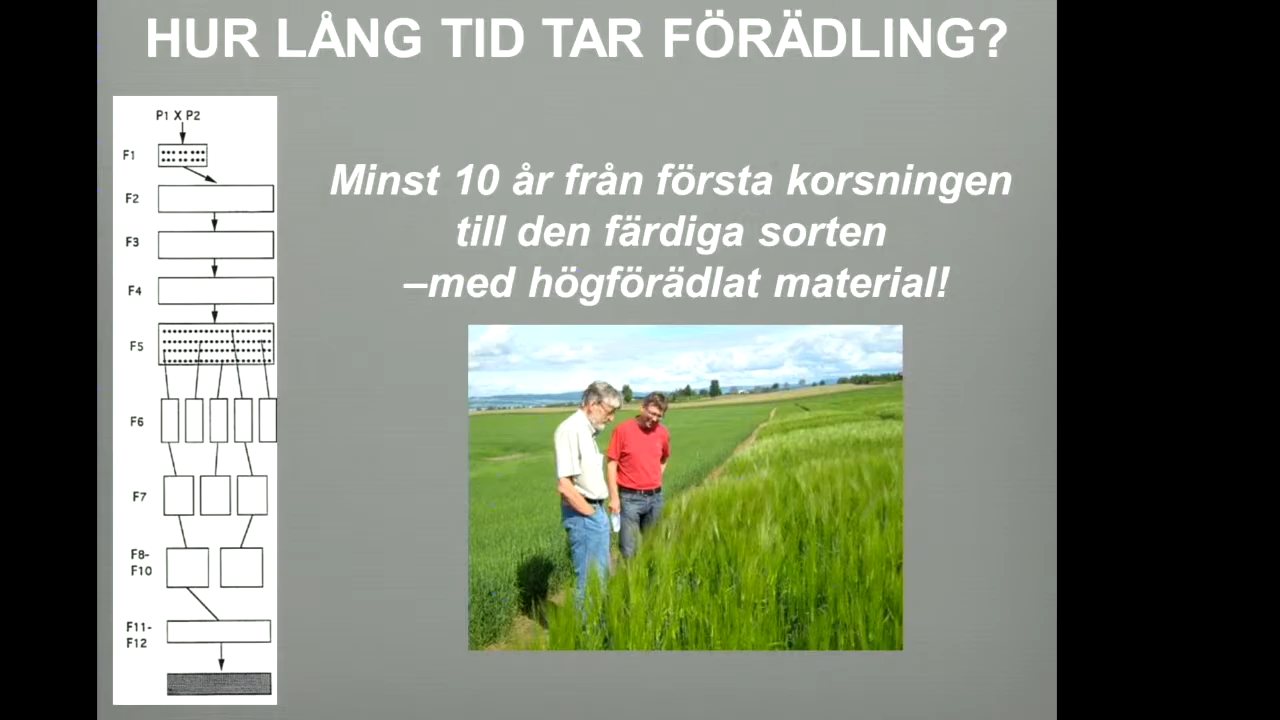 HUR LÅNG TID TAR FÖRÄDLING?
P1 X P2
F1
F2
F3
F4
F5
F6
F7
F8-
F10
F11-
F12
Minst 10 år från första korsningen
till den färdiga sorten
–med högförädlat material!